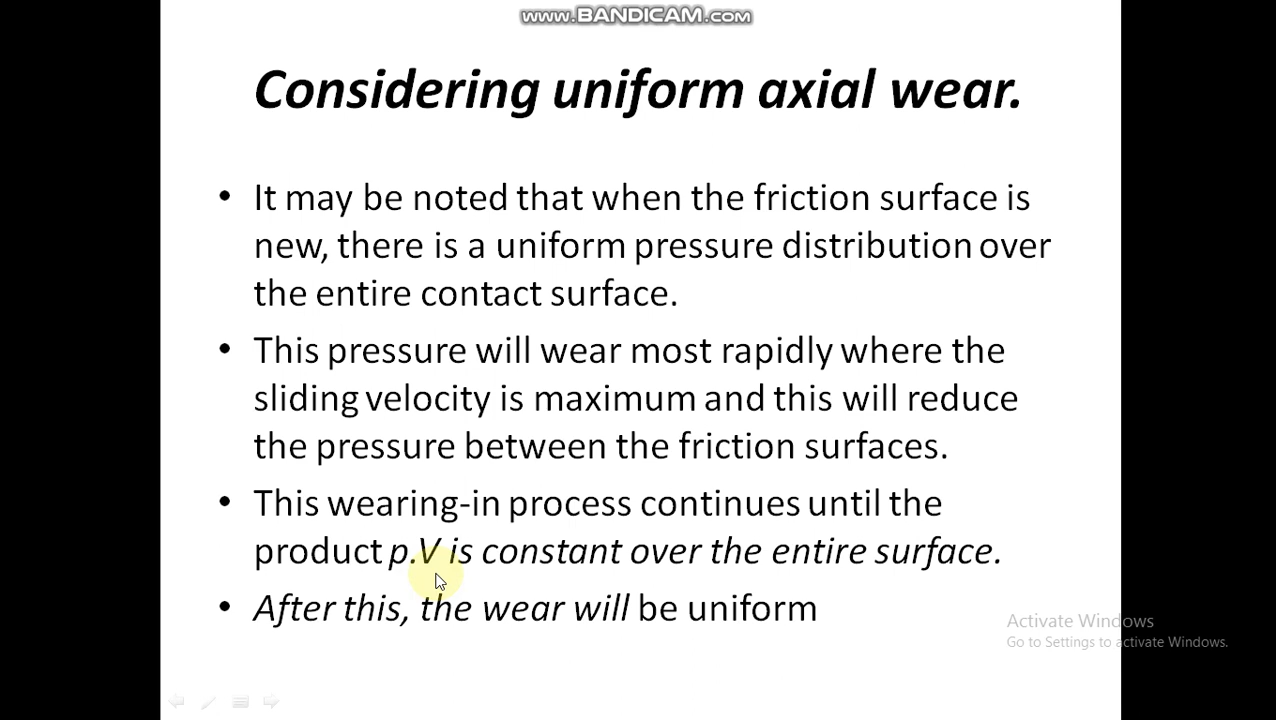 www.BANDICAM.com
Considering uniform axial wear.
• It may be noted that when the friction surface is
new, there is a uniform pressure distribution over
the entire contact surface.
• This pressure will wear most rapidly where the
sliding velocity is maximum and this will reduce
the pressure between the friction surfaces.
• This wearing-in process continues until the
product p.V is constant over the entire surface.
• After this, the wear will be uniform
Activate Windows
Go to Settings to activate Windows.